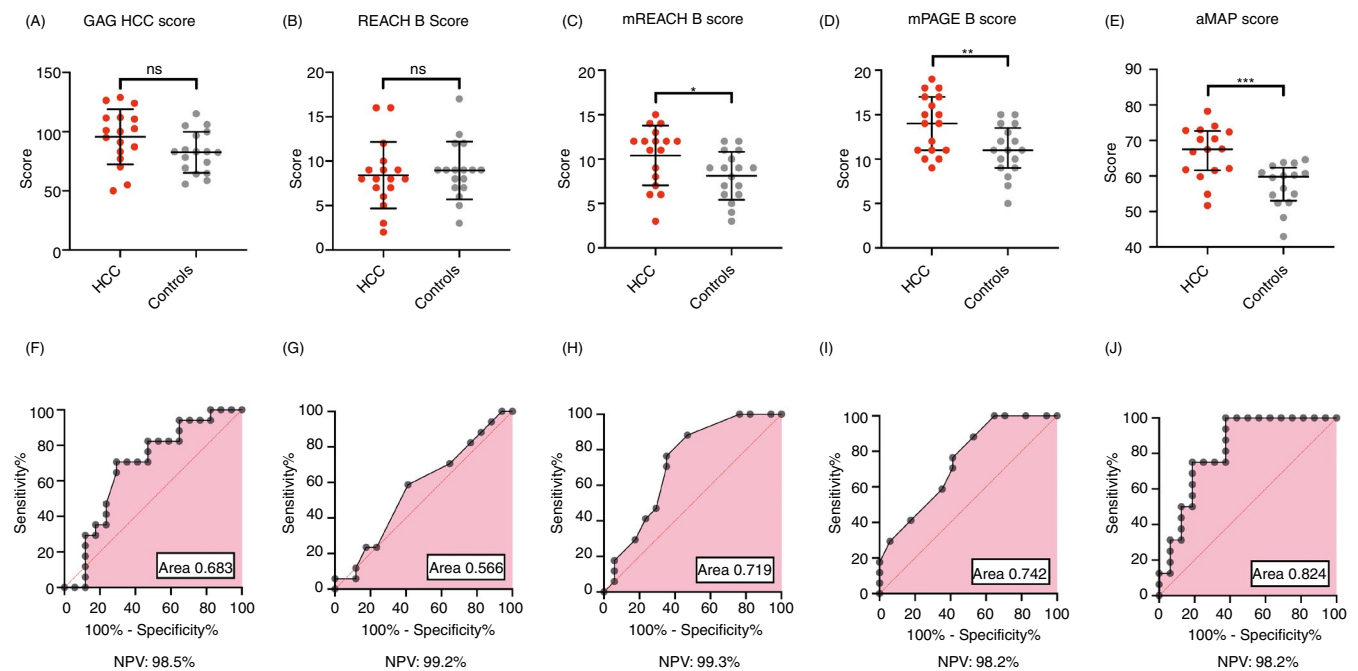 (A) GAG HCC score
ns
150
100
50
0
Score
HCC
Controls
(B) REACH B Score
ns
20
15
10
5
0
Score
HCC
Controls
(C) mREACH B score
*
20
15
10
5
0
Score
HCC
Controls
(D) mPAGE B score
**
20
15
10
5
0
Score
HCC
Controls
(E) aMAP score
***
90
80
70
60
50
40
Score
HCC
Controls
(F)
100
80
60
40
20
0
Sensitivity%
Area 0.683
0 20 40 60 80 100
100% - Specificity%
NPV: 98.5%
(G)
100
80
60
40
20
0
Sensitivity%
Area 0.566
0 20 40 60 80 100
100% - Specificity%
NPV: 99.2%
(H)
100
80
60
40
20
0
Sensitivity%
Area 0.719
0 20 40 60 80 100
100% - Specificity%
NPV: 99.3%
(I)
100
80
60
40
20
0
Sensitivity%
Area 0.742
0 20 40 60 80 100
100% - Specificity%
NPV: 98.2%
(J)
100
80
60
40
20
0
Sensitivity%
Area 0.824
0 20 40 60 80 100
100% - Specificity%
NPV: 98.2%